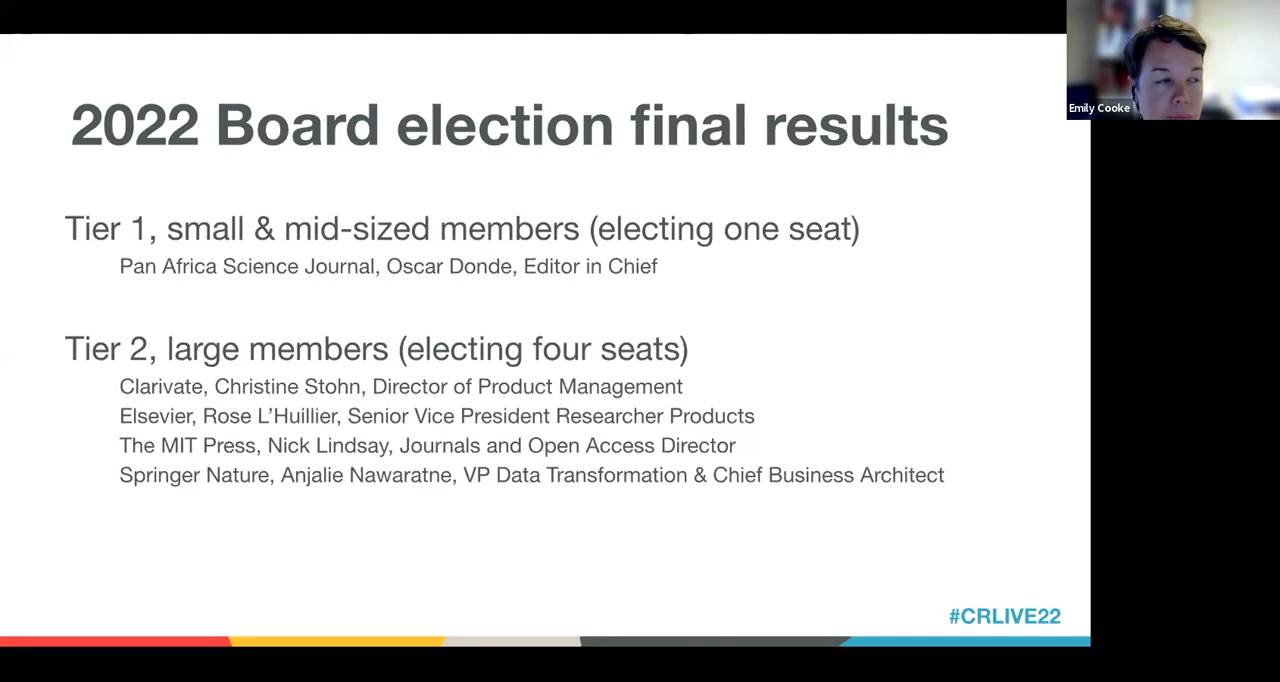 2022 Board election final results
Emily Cooke
Tier 1, small & mid-sized members (electing one seat)
Pan Africa Science Journal, Oscar Donde, Editor in Chief
Tier 2, large members (electing four seats)
Clarivate, Christine Stohn, Director of Product Management
Elsevier, Rose L’Huillier, Senior Vice President Researcher Products
The MIT Press, Nick Lindsay, Journals and Open Access Director
Springer Nature, Anjalie Nawaratne, VP Data Transformation & Chief Business Architect
#CRLIVE22